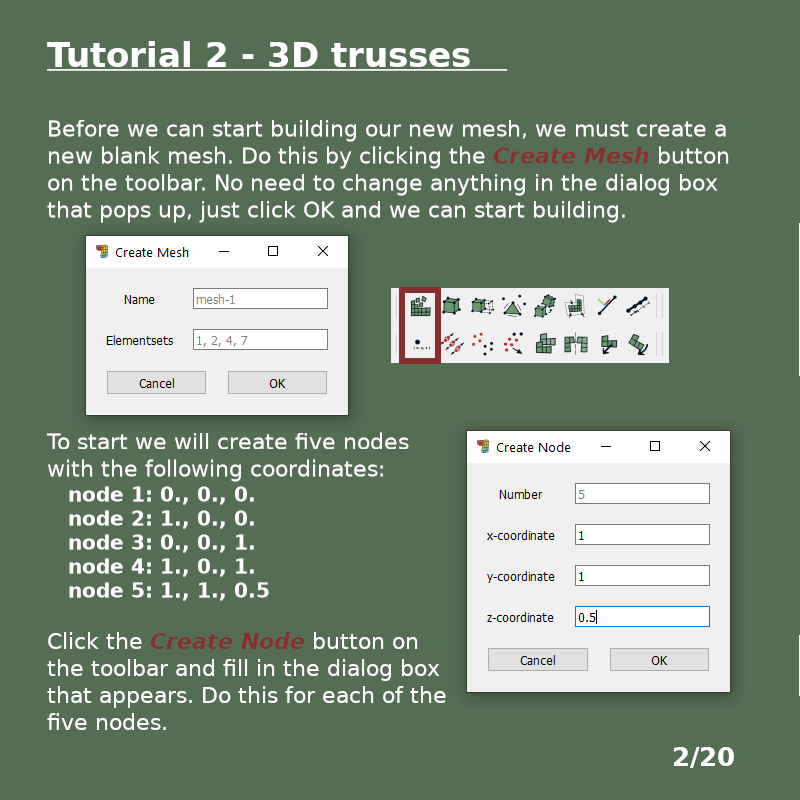 Tutorial 2 - 3D trusses
Before we can start building our new mesh, we must create a
new blank mesh. Do this by clicking the Create Mesh button
on the toolbar. No need to change anything in the dialog box
that pops up, just click OK and we can start building.
Create Mesh
Name mesh-1
Elementsets 1, 2, 4, 7
Cancel OK
To start we will create five nodes
with the following coordinates:
node 1: 0., 0., 0.
node 2: 1., 0., 0.
node 3: 0., 0., 1.
node 4: 1., 0., 1.
node 5: 1., 1., 0.5
Click the Create Node button on
the toolbar and fill in the dialog box
that appears. Do this for each of the
five nodes.
Create Node
Number 5
x-coordinate 1
y-coordinate 1
z-coordinate 0.5
Cancel OK
2/20